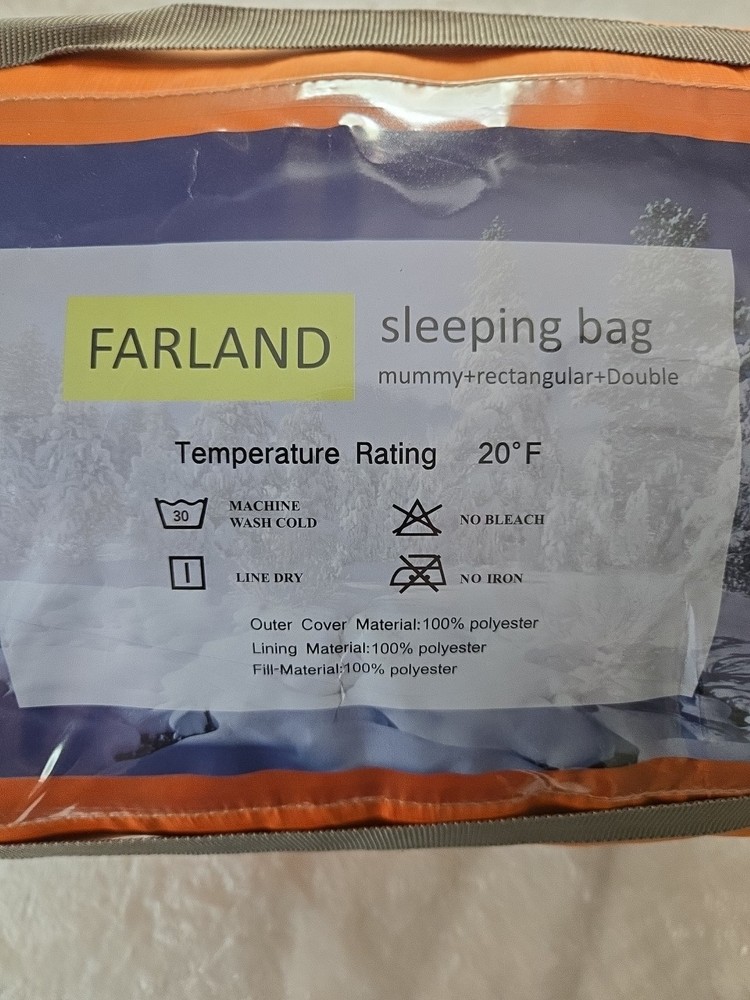 FARLAND
sleeping bag
mummy+rectangular+Double
Temperature Rating 20°F
30
MACHINE
WASH COLD
NO BLEACH
LINE DRY
NO IRON
Outer Cover Material:100% polyester
Lining Material:100% polyester
Fill-Material:100% polyester